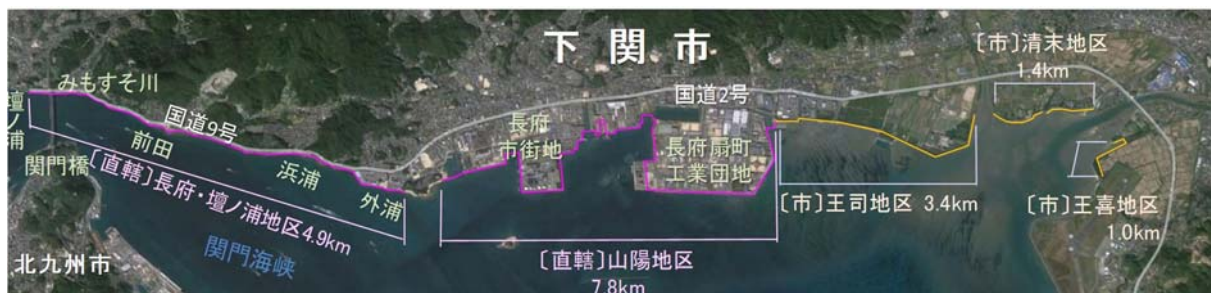 下関市
〔市〕清末地区
1.4km
みもすそ川
国道9号
国道2号
壇ノ浦
関門橋
前田
浜浦
外浦
長府
市街地
長府扇町
工業団地
〔直轄〕長府・壇ノ浦地区4.9km
〔市〕王司地区 3.4km
〔市〕王喜地区
1.0km
関門海峡
北九州市
〔直轄〕山陽地区
7.8km